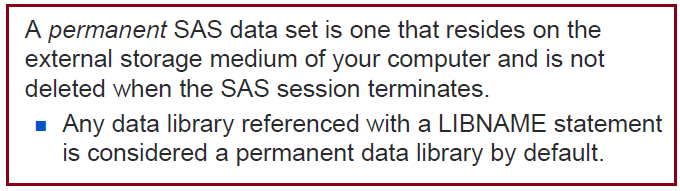 A permanent SAS data set is one that resides on the
external storage medium of your computer and is not
deleted when the SAS session terminates.
■ Any data library referenced with a LIBNAME statement
is considered a permanent data library by default.